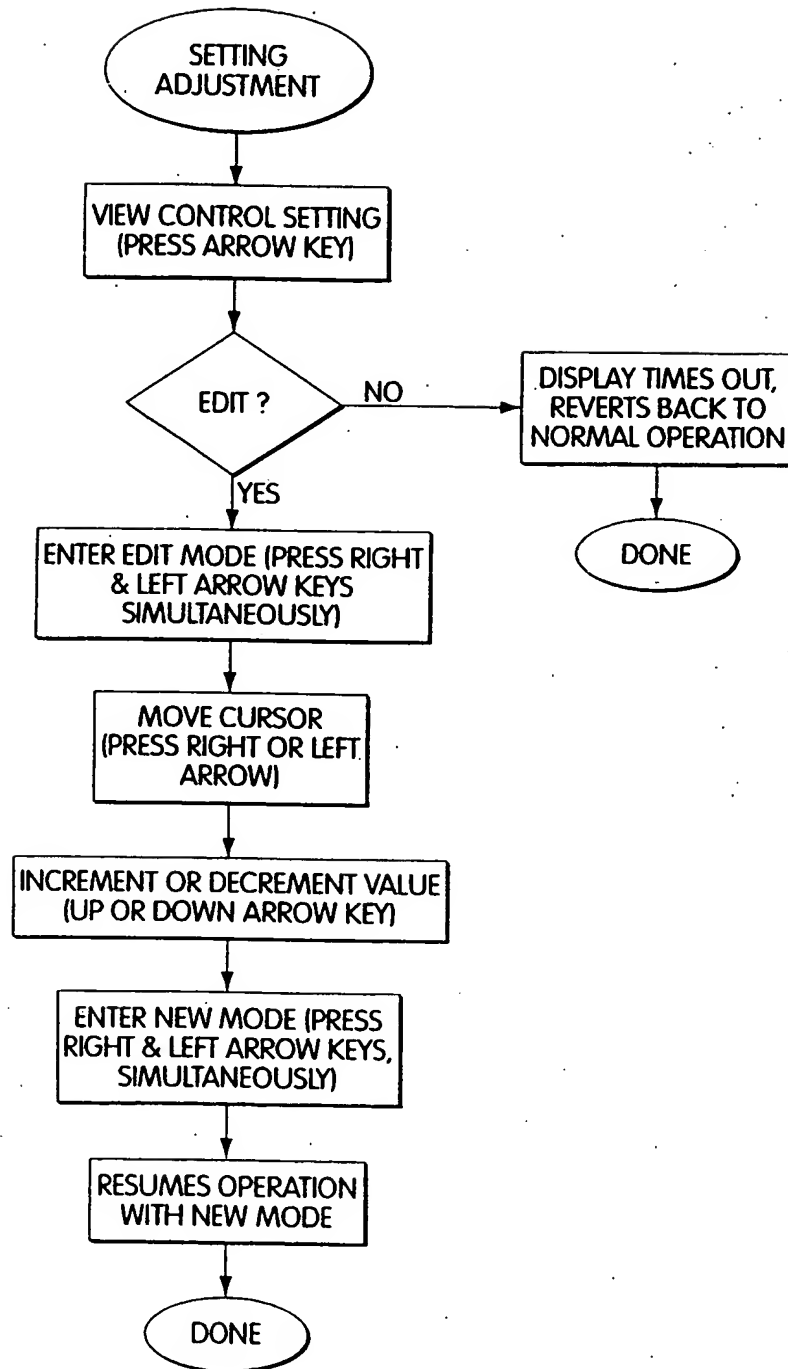 SETTING
ADJUSTMENT
VIEW CONTROL SETTING
(PRESS ARROW KEY)
EDIT ?
NO
DISPLAY TIMES OUT,
REVERTS BACK TO
NORMAL OPERATION
DONE
YES
ENTER EDIT MODE (PRESS RIGHT
& LEFT ARROW KEYS
SIMULTANEOUSLY)
MOVE CURSOR
(PRESS RIGHT OR LEFT
ARROW)
INCREMENT OR DECREMENT VALUE
(UP OR DOWN ARROW KEY)
ENTER NEW MODE (PRESS
RIGHT & LEFT ARROW KEYS,
SIMULTANEOUSLY)
RESUMES OPERATION
WITH NEW MODE
DONE